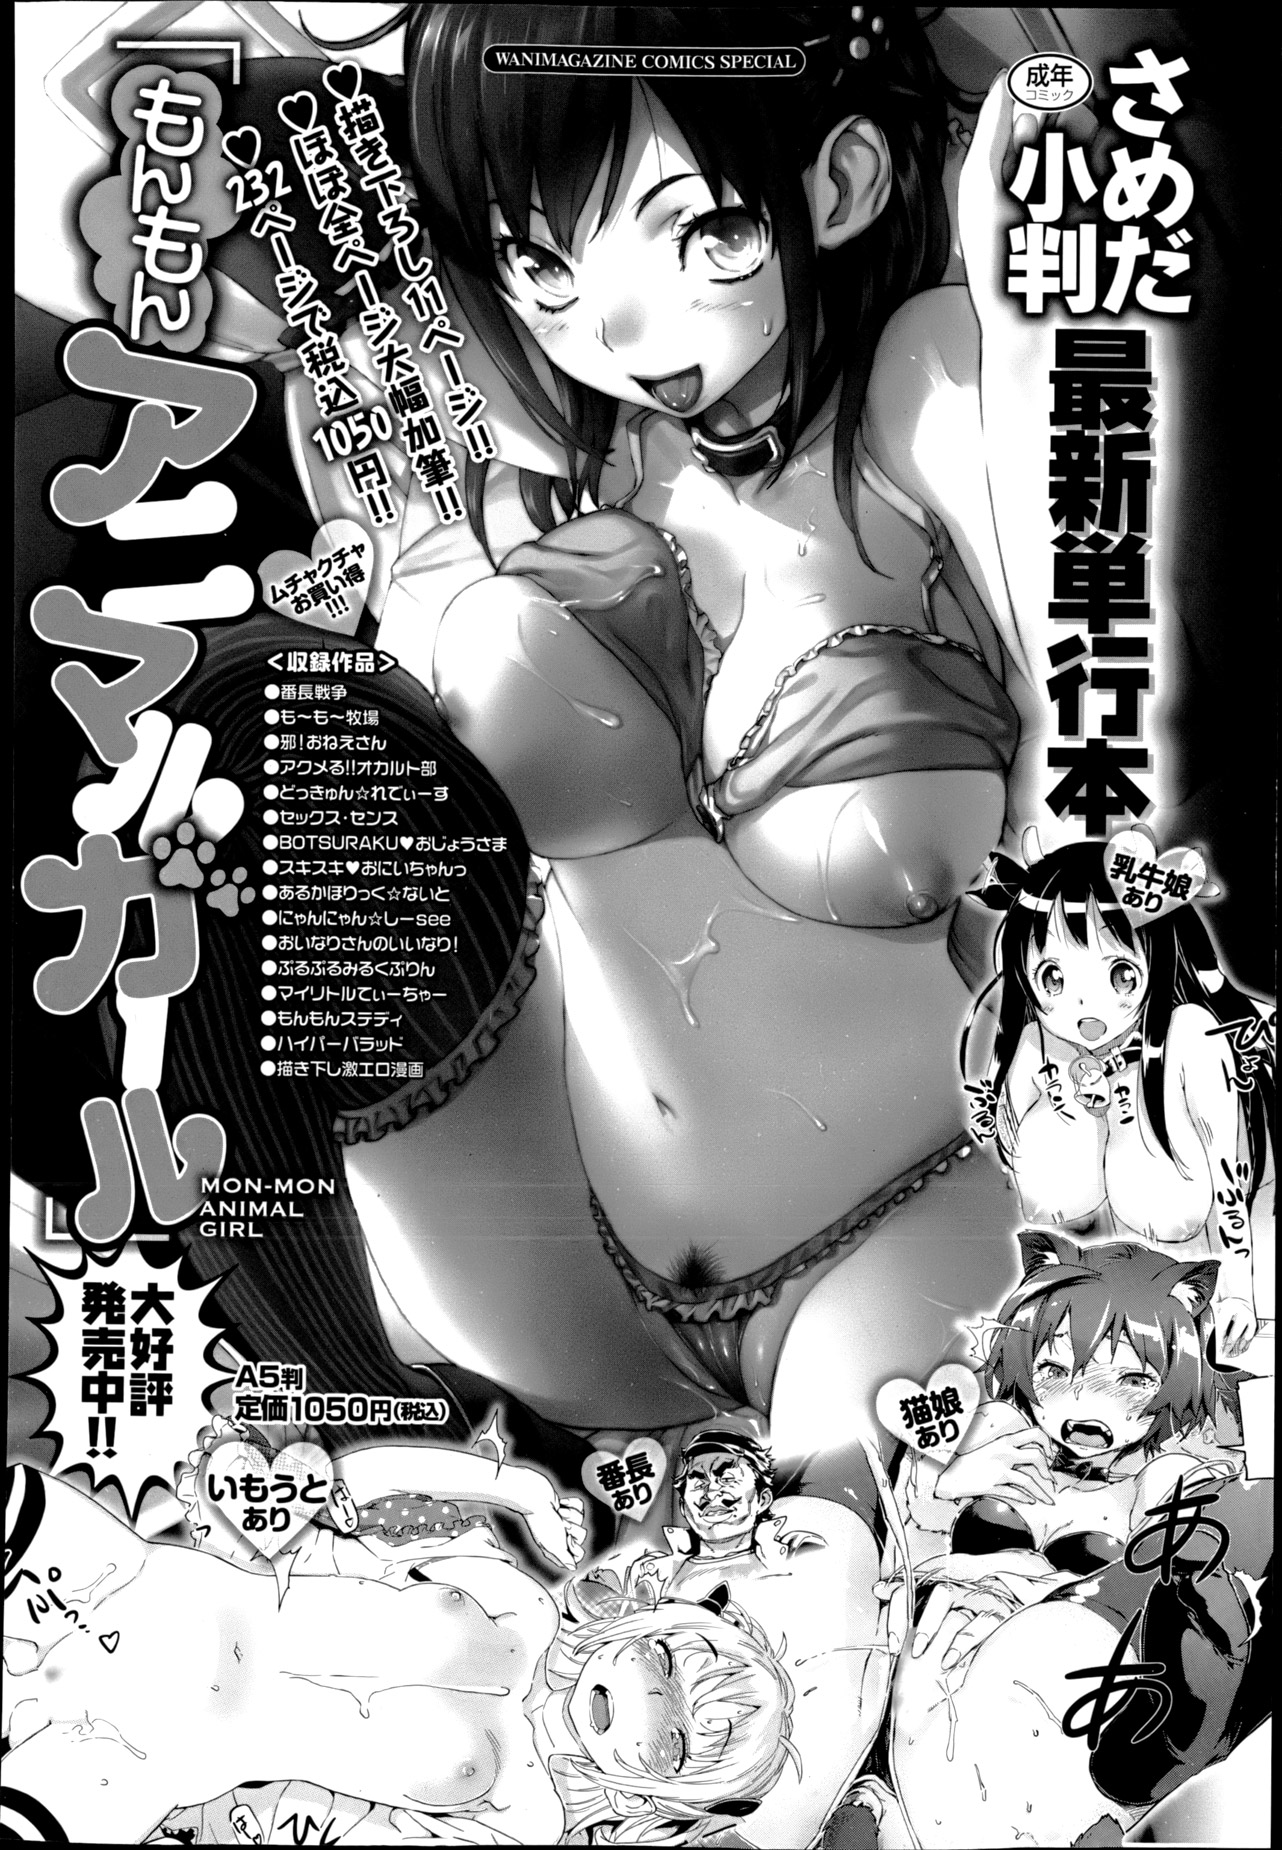 WANIMAGAZINE COMICS SPECIAL
成年
コミック
さめだ
小判
最新単行本
♥描き下ろし11ページ!!
♥ほぼ全ページ大幅加筆!!
♥232ページで税込1050円!!
ムチャクチャ
お買い得
!!!
「もんもん
アニマルガール」
MON-MON
ANIMAL
GIRL
<収録作品>
●番長戦争
●も～も～牧場
●邪!おねえさん
●アクメる!!オカルト部
●どっきゅん☆れでぃーす
●セックス・センス
●BOTSURAKU♥おじょうさま
●スキスキ♥おにいちゃんっ
●あるかほりっく☆ないと
●にゃんにゃん☆しーsee
●おいなりさんのいいなり!
●ぷるぷるみるくぷりん
●マイリトルてぃーちゃー
●もんもんステディ
●ハイパーバラッド
●描き下し激エロ漫画
乳牛娘
あり
ぴょん
カラン
カラン
ぶるるっ
猫娘
あり
あ
あ
番長
あり
いもうと
あり
大好評
発売中!!
A5判
定価1050円(税込)